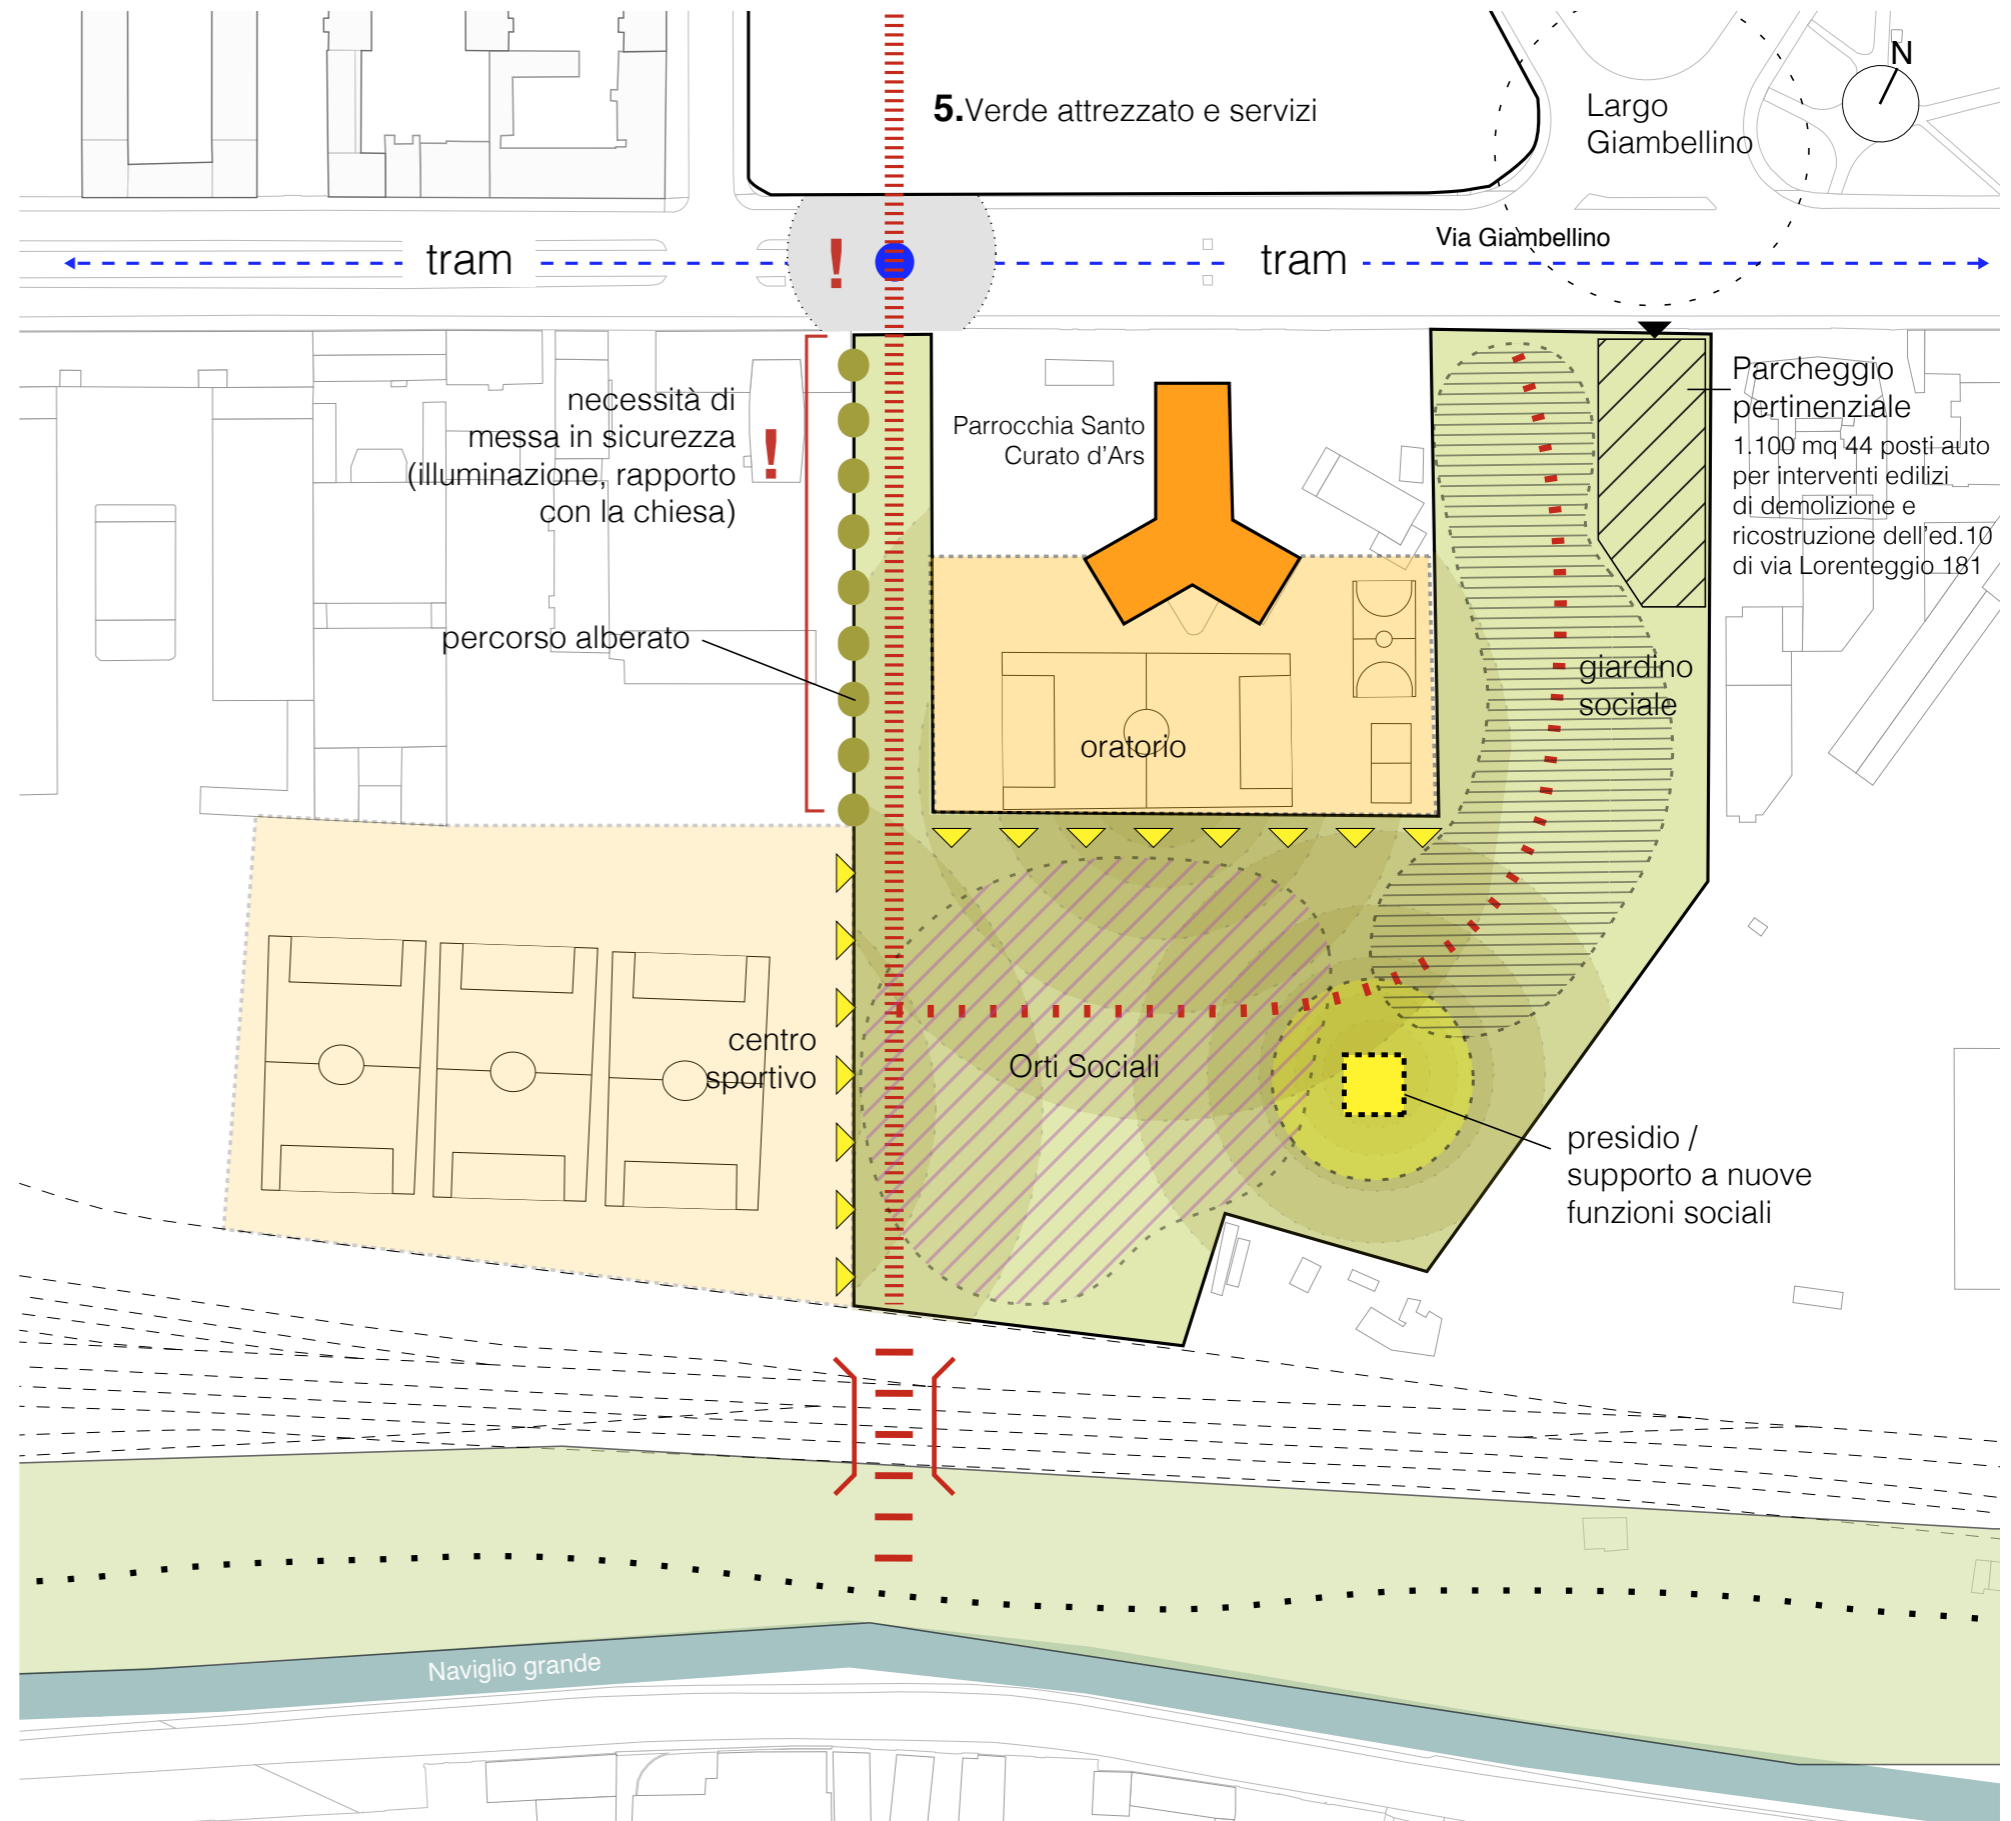 N
5.Verde attrezzato e servizi
Largo
Giambellino
Via Giambellino
tram
tram
necessità di
messa in sicurezza
(illuminazione, rapporto
con la chiesa)
!
!
Parrocchia Santo
Curato d'Ars
Parcheggio
pertinenziale
1.100 mq 44 posti auto
per interventi edilizi
di demolizione e
ricostruzione dell'ed.10
di via Lorenteggio 181
percorso alberato
giardino
sociale
oratorio
centro
sportivo
Orti Sociali
presidio /
supporto a nuove
funzioni sociali
Naviglio grande